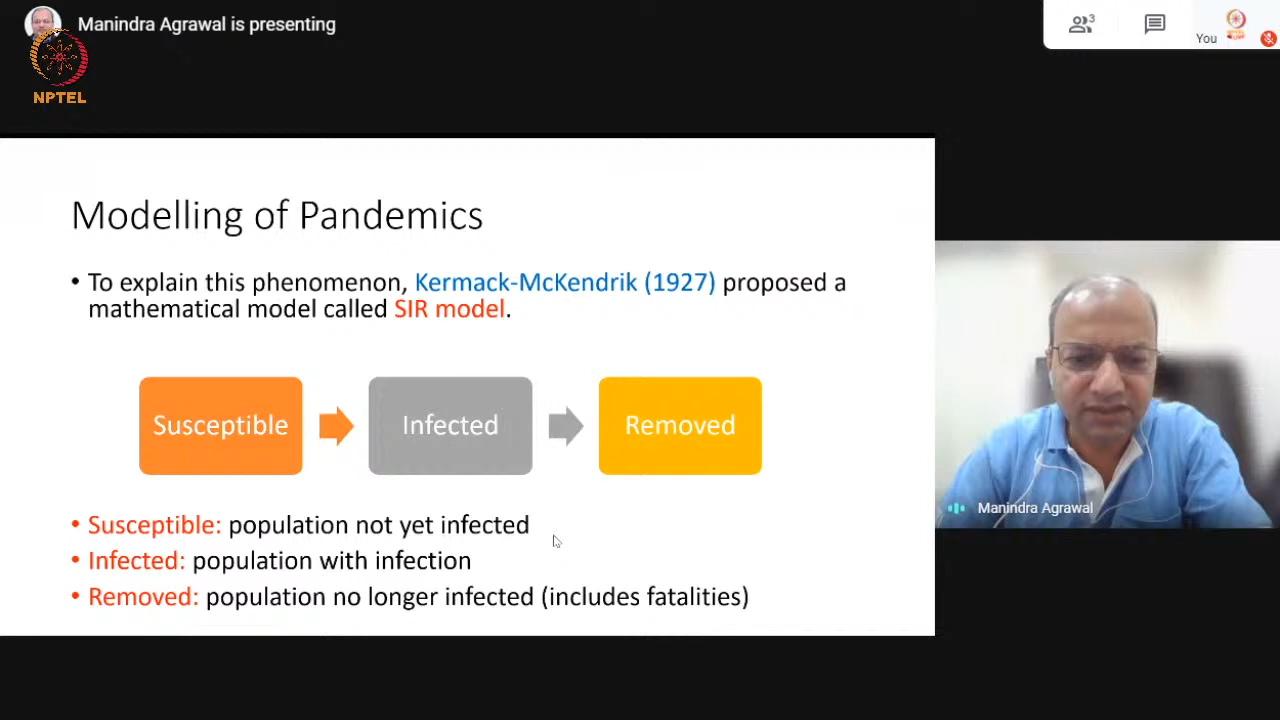 Manindra Agrawal is presenting
3
You
NPTEL
Modelling of Pandemics
• To explain this phenomenon, Kermack-McKendrik (1927) proposed a
mathematical model called SIR model.
Susceptible
Infected
Removed
• Susceptible: population not yet infected
• Infected: population with infection
• Removed: population no longer infected (includes fatalities)
Manindra Agrawal